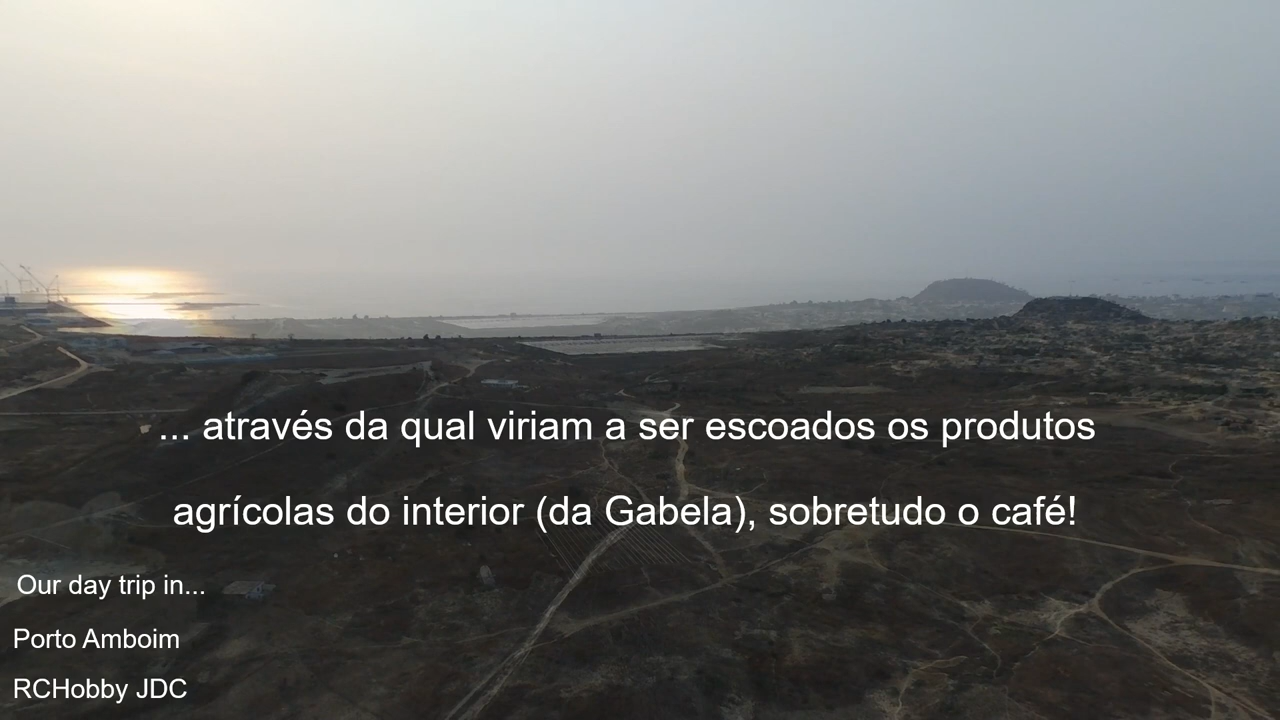 ... através da qual viriam a ser escoados os produtos
agrícolas do interior (da Gabela), sobretudo o café!
Our day trip in...
Porto Amboim
RCHobby JDC